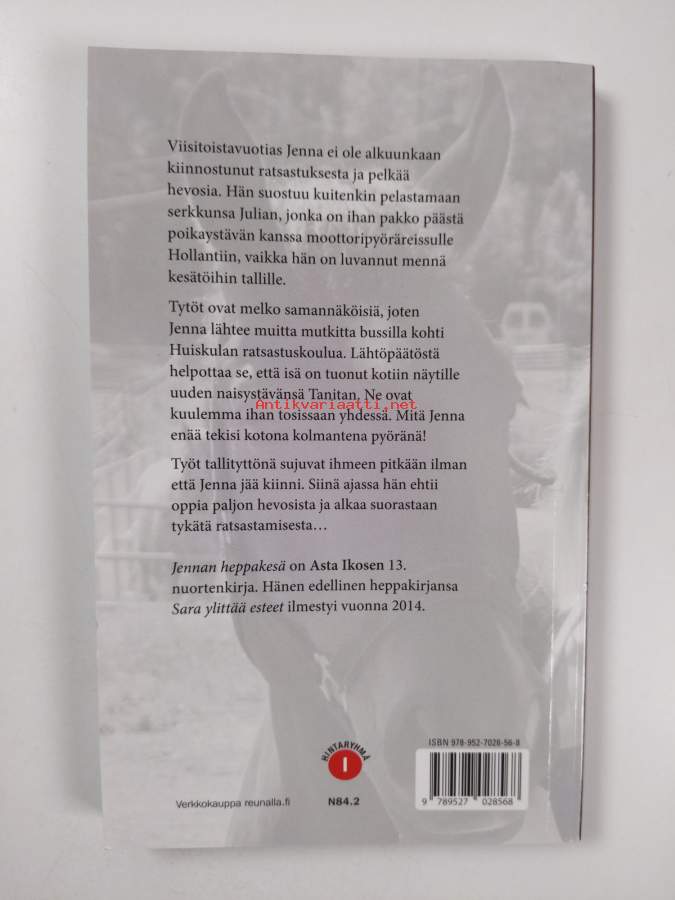 Viisitoistavuotias Jenna ei ole alkuunkaan
kiinnostunut ratsastuksesta ja pelkää
hevosia. Hän suostuu kuitenkin pelastamaan
serkkunsa Julian, jonka on ihan pakko päästä
poikaystävän kanssa moottoripyöräreissulle
Hollantiin, vaikka hän on luvannut mennä
kesätöihin tallille.
Tytöt ovat melko samannäköisiä, joten
Jenna lähtee muitta mutkitta bussilla kohti
Huiskulan ratsastuskoulua. Lähtöpäätöstä
helpottaa se, että isä on tuonut kotiin näytille
uuden naisystävänsä Tanitan. Ne ovat
Antikvariaatti.net
kuulemma ihan tosissaan yhdessä. Mitä Jenna
enää tekisi kotona kolmantena pyöränä!
Työt tallityttönä sujuvat ihmeen pitkään ilman
että Jenna jää kiinni. Siinä ajassa hän ehtii
oppia paljon hevosista ja alkaa suorastaan
tykätä ratsastamisesta…
Jennan heppakesä on Asta Ikosen 13.
nuortenkirja. Hänen edellinen heppakirjansa
Sara ylittää esteet ilmestyi vuonna 2014.
ISBN 978-952-7028-56-8
HINTARYHMÄ
I
9 789527 028568
Verkkokauppa reunalla.fi
N84.2